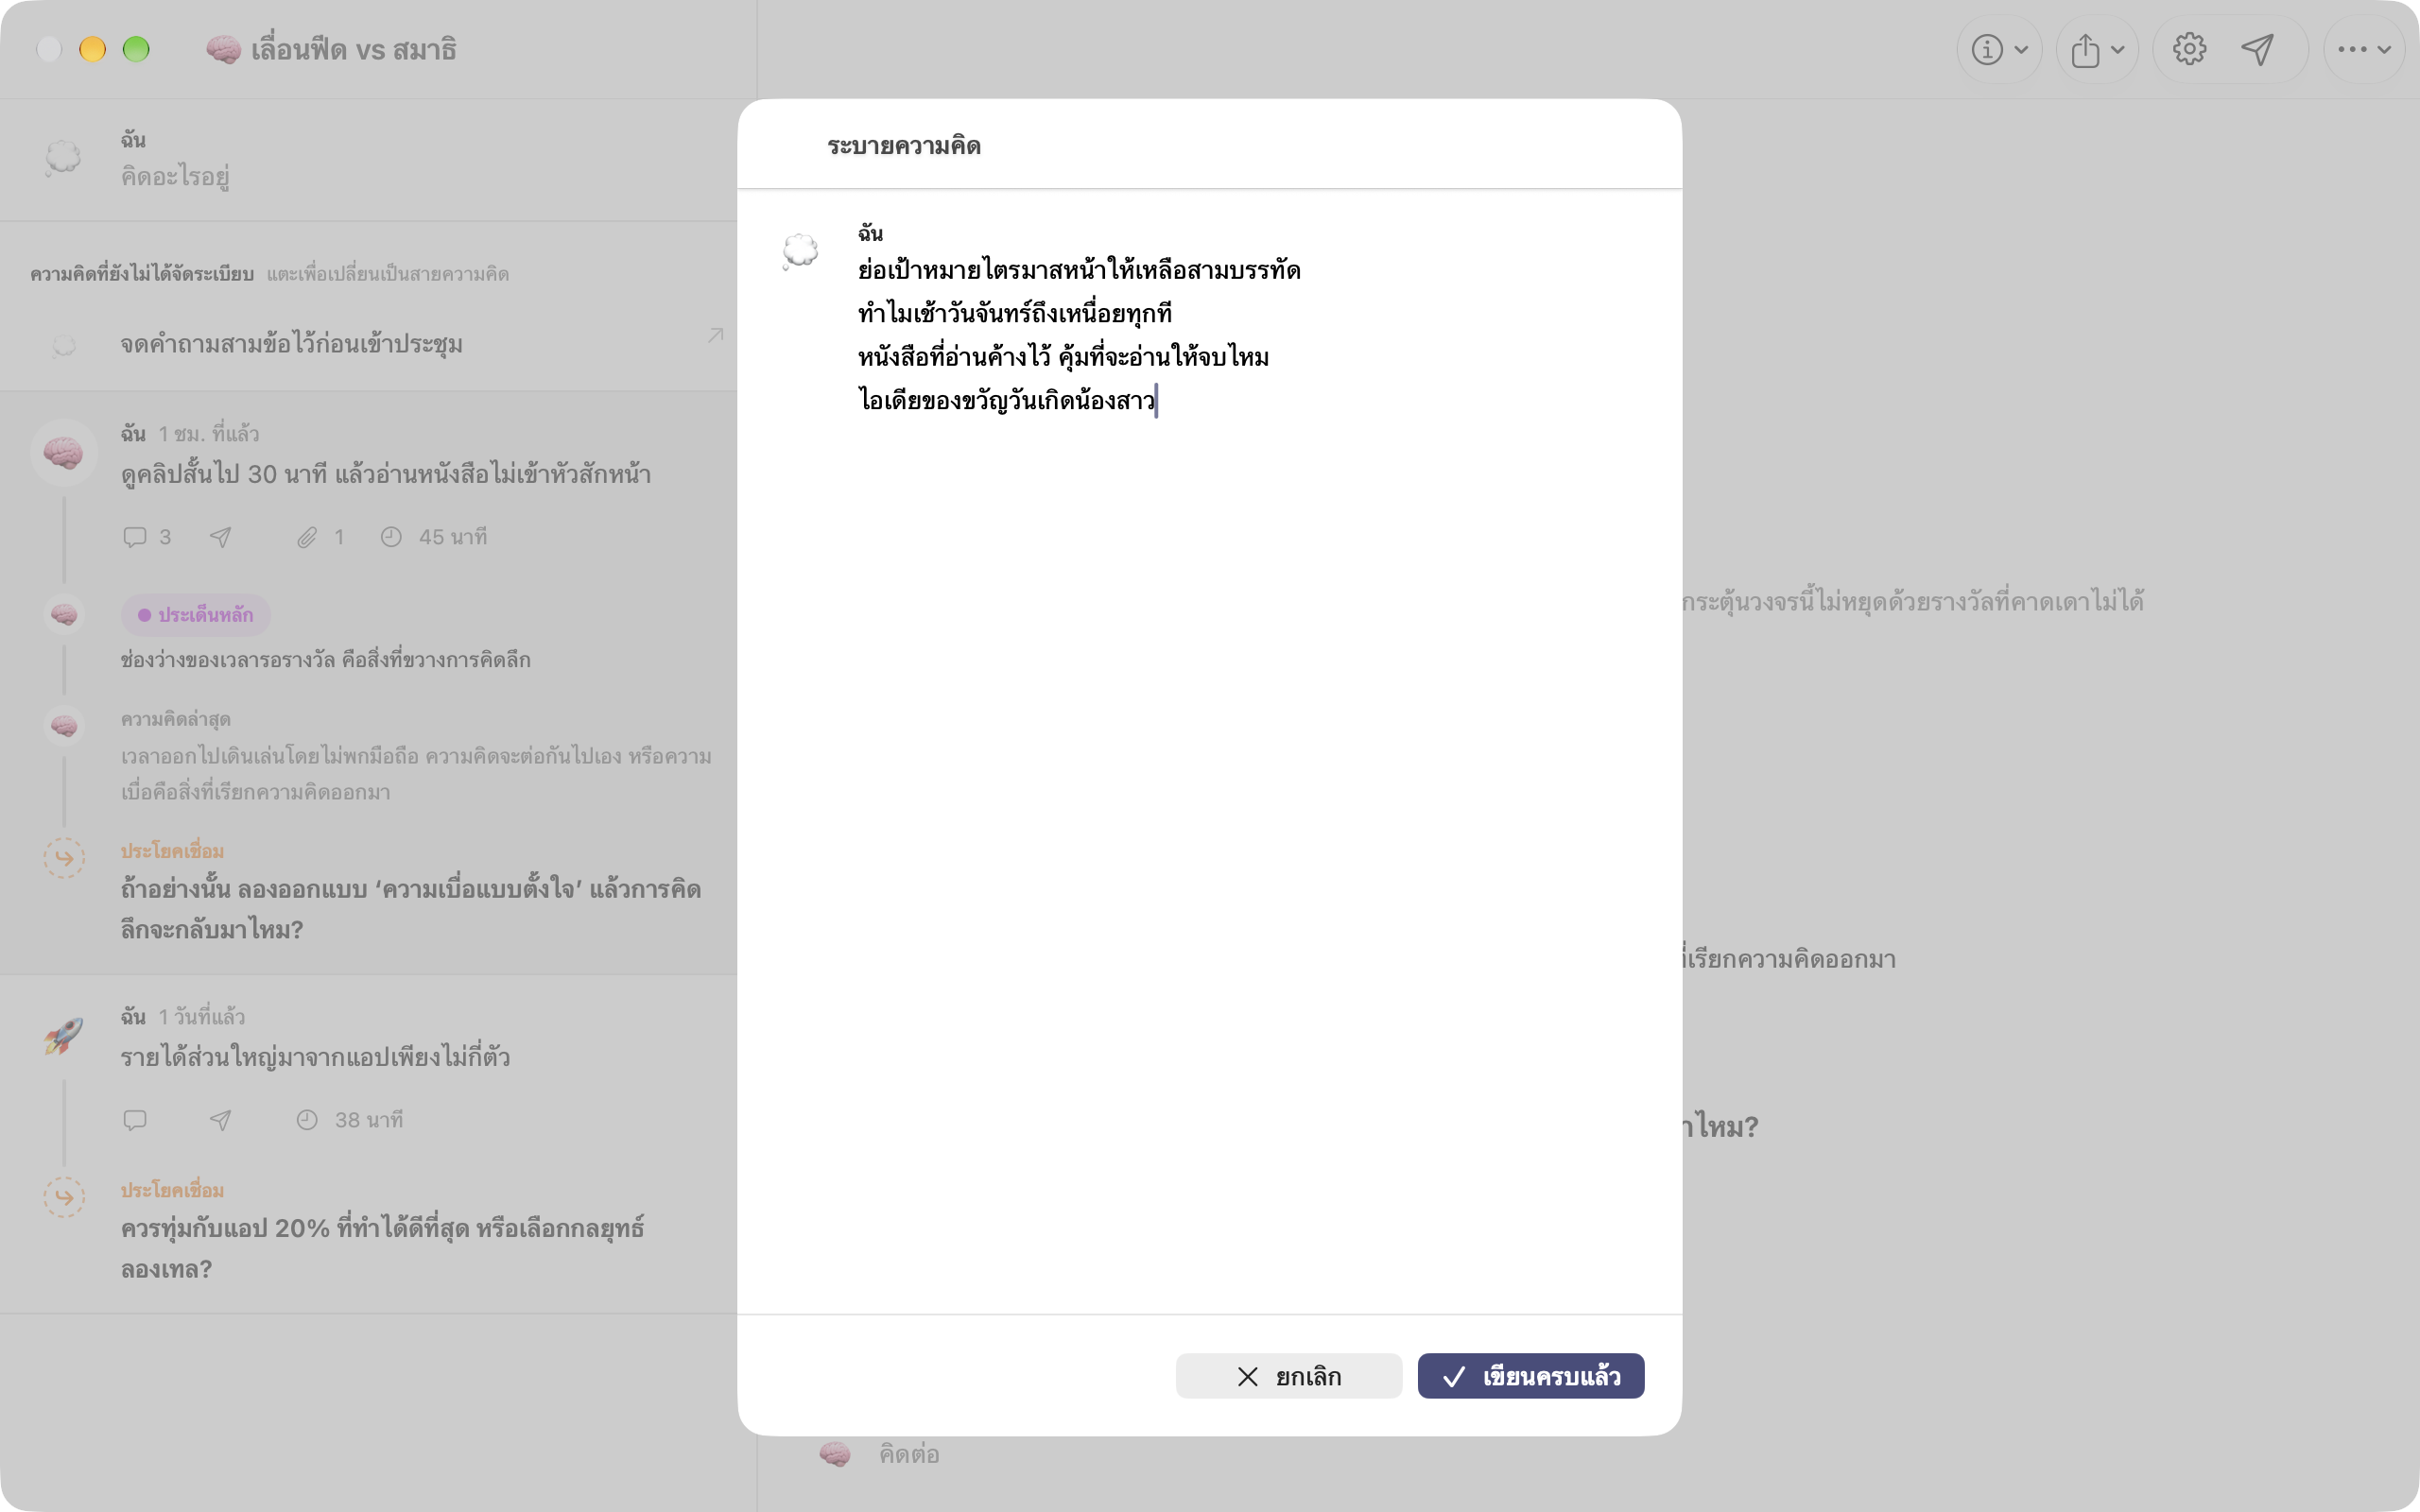 🧠 เลื่อนฟีด vs สมาธิ
ฉัน
คิดอะไรอยู่
ความคิดที่ยังไม่ได้จัดระเบียบ แตะเพื่อเปลี่ยนเป็นสายความคิด
จดคำถามสามข้อไว้ก่อนเข้าประชุม
ฉัน 1 ชม. ที่แล้ว
ดูคลิปสั้นไป 30 นาที แล้วอ่านหนังสือไม่เข้าหัวสักหน้า
3 1 45 นาที
ประเด็นหลัก
ช่องว่างของเวลารอรางวัล คือสิ่งที่ขวางการคิดลึก
ความคิดล่าสุด
เวลาออกไปเดินเล่นโดยไม่พกมือถือ ความคิดจะต่อกันไปเอง หรือความ
เบื่อคือสิ่งที่เรียกความคิดออกมา
ประโยคเชื่อม
ถ้าอย่างนั้น ลองออกแบบ ‘ความเบื่อแบบตั้งใจ’ แล้วการคิด
ลึกจะกลับมาไหม?
ฉัน 1 วันที่แล้ว
รายได้ส่วนใหญ่มาจากแอปเพียงไม่กี่ตัว
38 นาที
ประโยคเชื่อม
ควรทุ่มกับแอป 20% ที่ทำได้ดีที่สุด หรือเลือกกลยุทธ์
ลองเทล?
ระบายความคิด
ฉัน
ย่อเป้าหมายไตรมาสหน้าให้เหลือสามบรรทัด
ทำไมเช้าวันจันทร์ถึงเหนื่อยทุกที
หนังสือที่อ่านค้างไว้ คุ้มที่จะอ่านให้จบไหม
ไอเดียของขวัญวันเกิดน้องสาว
ยกเลิก
เขียนครบแล้ว
กระตุ้นวงจรนี้ไม่หยุดด้วยรางวัลที่คาดเดาไม่ได้
ที่เรียกความคิดออกมา
าไหม?
คิดต่อ